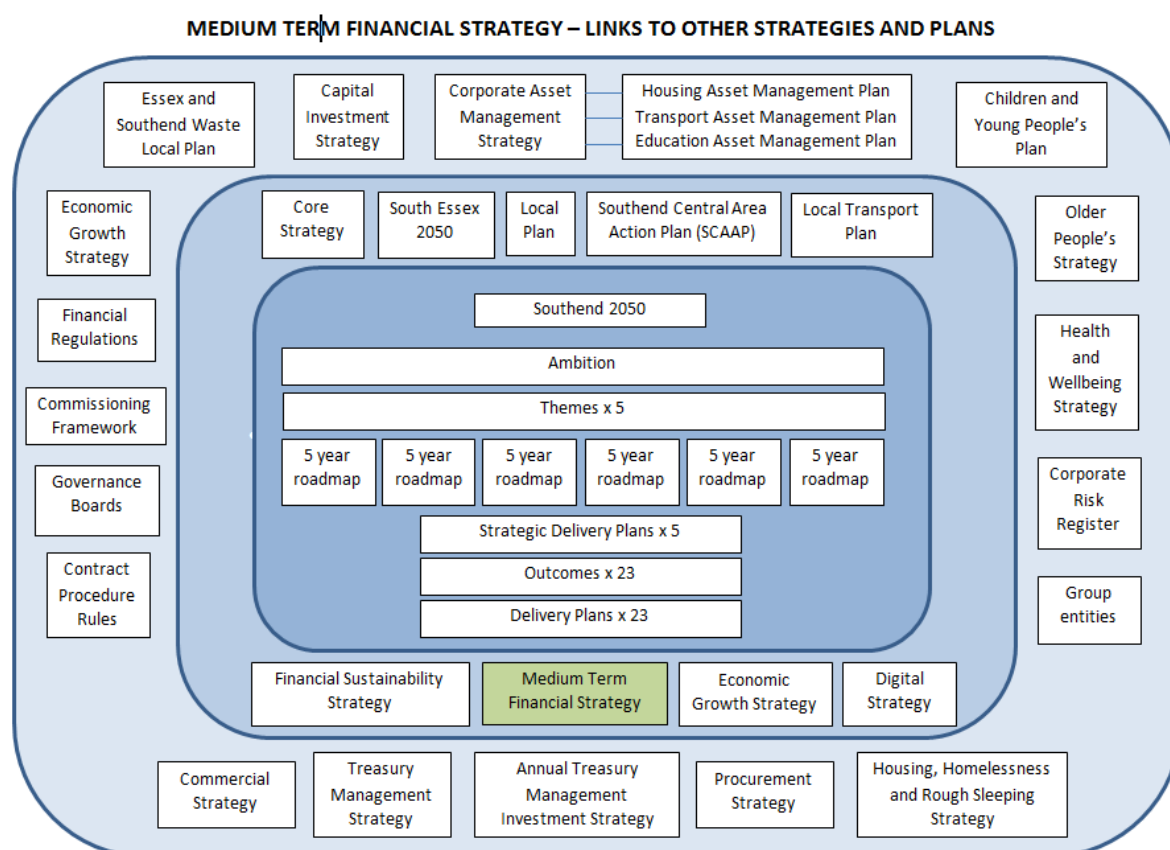 MEDIUM TERM FINANCIAL STRATEGY – LINKS TO OTHER STRATEGIES AND PLANS
Essex and
Southend Waste
Local Plan
Capital
Investment
Strategy
Corporate Asset
Management
Strategy
Housing Asset Management Plan
Transport Asset Management Plan
Education Asset Management Plan
Children and
Young People's
Plan
Economic
Growth
Strategy
Financial
Regulations
Commissioning
Framework
Governance
Boards
Contract
Procedure
Rules
Core
Strategy
South Essex
2050
Local
Plan
Southend Central Area
Action Plan (SCAAP)
Local Transport
Plan
Southend 2050
Ambition
Themes x 5
5 year
roadmap
5 year
roadmap
5 year
roadmap
5 year
roadmap
5 year
roadmap
5 year
roadmap
Strategic Delivery Plans x 5
Outcomes x 23
Delivery Plans x 23
Financial Sustainability
Strategy
Medium Term
Financial Strategy
Economic
Growth Strategy
Digital
Strategy
Older
People's
Strategy
Health
and
Wellbeing
Strategy
Corporate
Risk
Register
Group
entities
Commercial
Strategy
Treasury
Management
Strategy
Annual Treasury
Management
Investment Strategy
Procurement
Strategy
Housing, Homelessness
and Rough Sleeping
Strategy